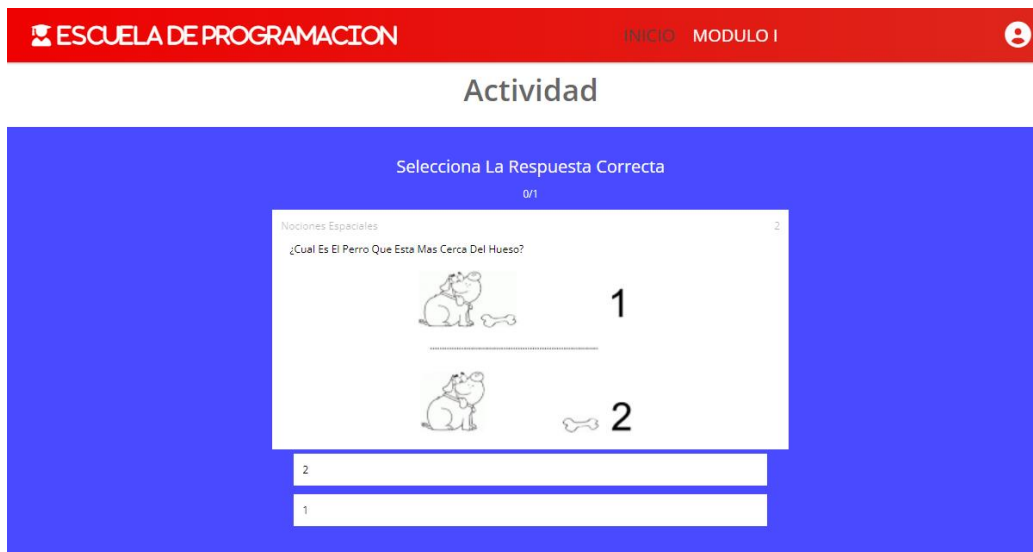 ESCUELA DE PROGRAMACION
INICIO MODULO I
Actividad
Selecciona La Respuesta Correcta
0/1
Nociones Espaciales 2
¿Cual Es El Perro Que Esta Mas Cerca Del Hueso?
1
2
2
1